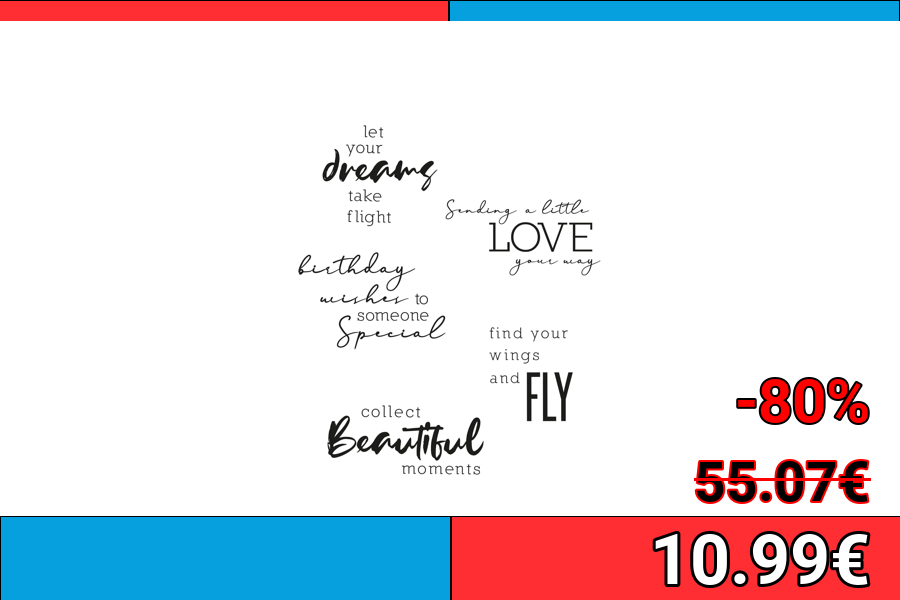 let
your
dreams
take
flight
Sending a little
LOVE
your way
birthday
wishes to
someone
Special
find your
wings
and FLY
collect
Beautiful
moments
-80%
55.07€
10.99€